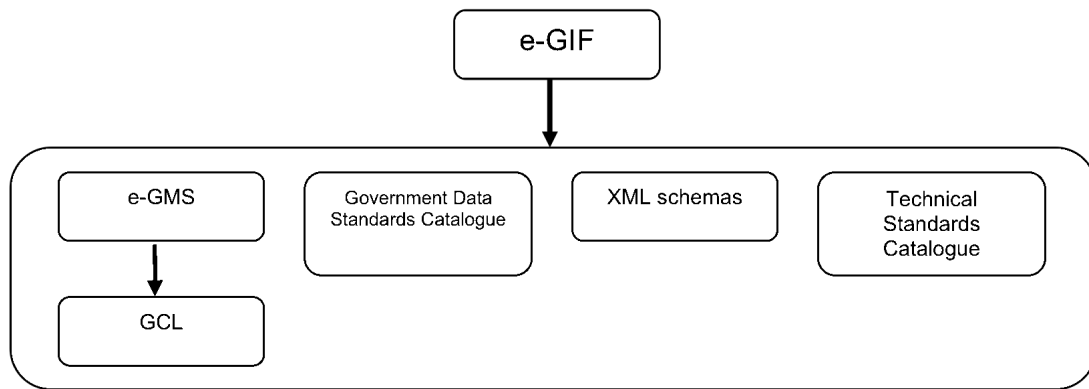 e-GIF
e-GMS
Government Data
Standards Catalogue
XML schemas
Technical
Standards
Catalogue
GCL